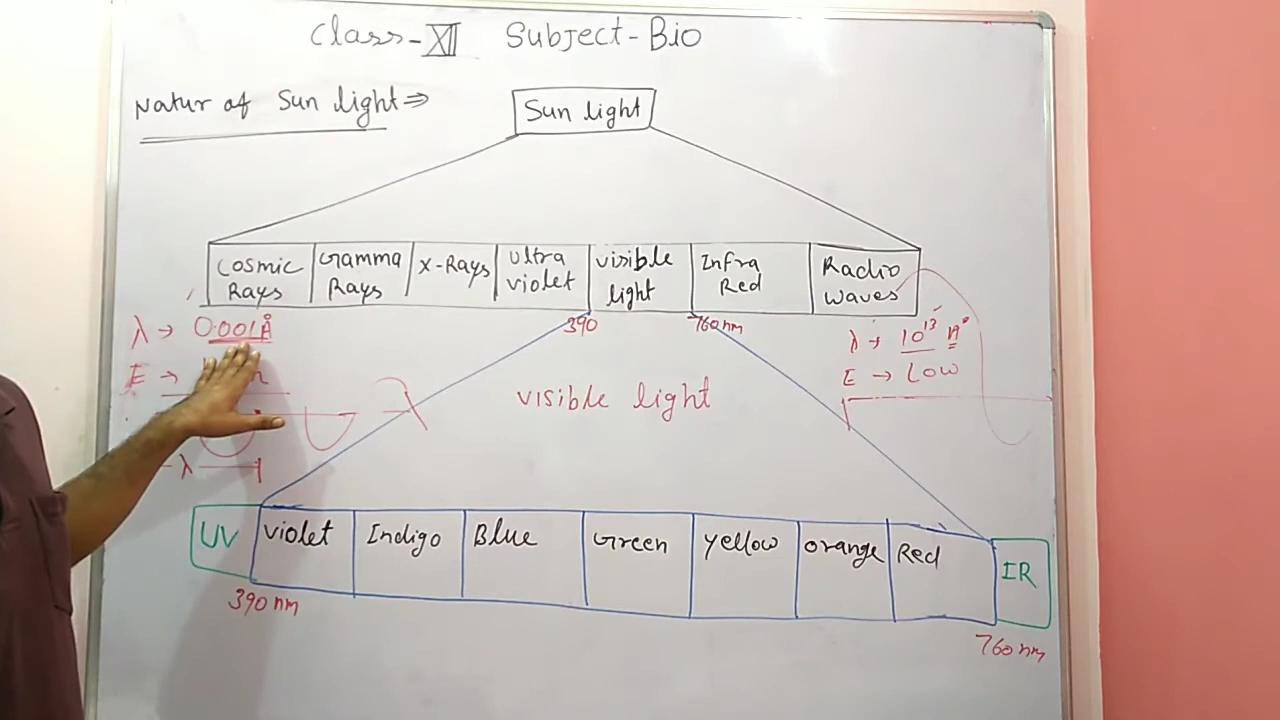 Class-XII Subject-Bio
Natur of Sun light ⇒
Sun light
Cosmic Rays
Gramma Rays
X-Rays
Ultra violet
visible light
Infra Red
Radio waves
390
760nm
λ → 0.001Å
E →
λ → 10¹³ A°
E → Low
visible light
λ
UV
violet
Indigo
Blue
Green
yellow
orange
Red
IR
390 nm
760 nm